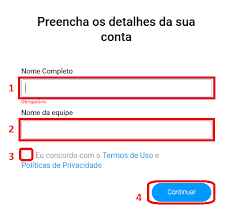 Preencha os detalhes da sua
conta
Nome Completo
1
Obrigatório
Nome da equipe
2
3 Eu concordo com o Termos de Uso e
Políticas de Privacidade
4 Continuar